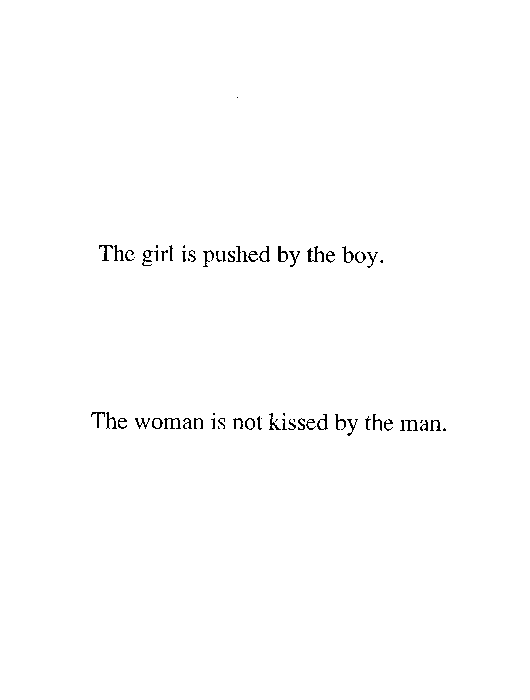 The girl is pushed by the boy.
The woman is not kissed by the man.